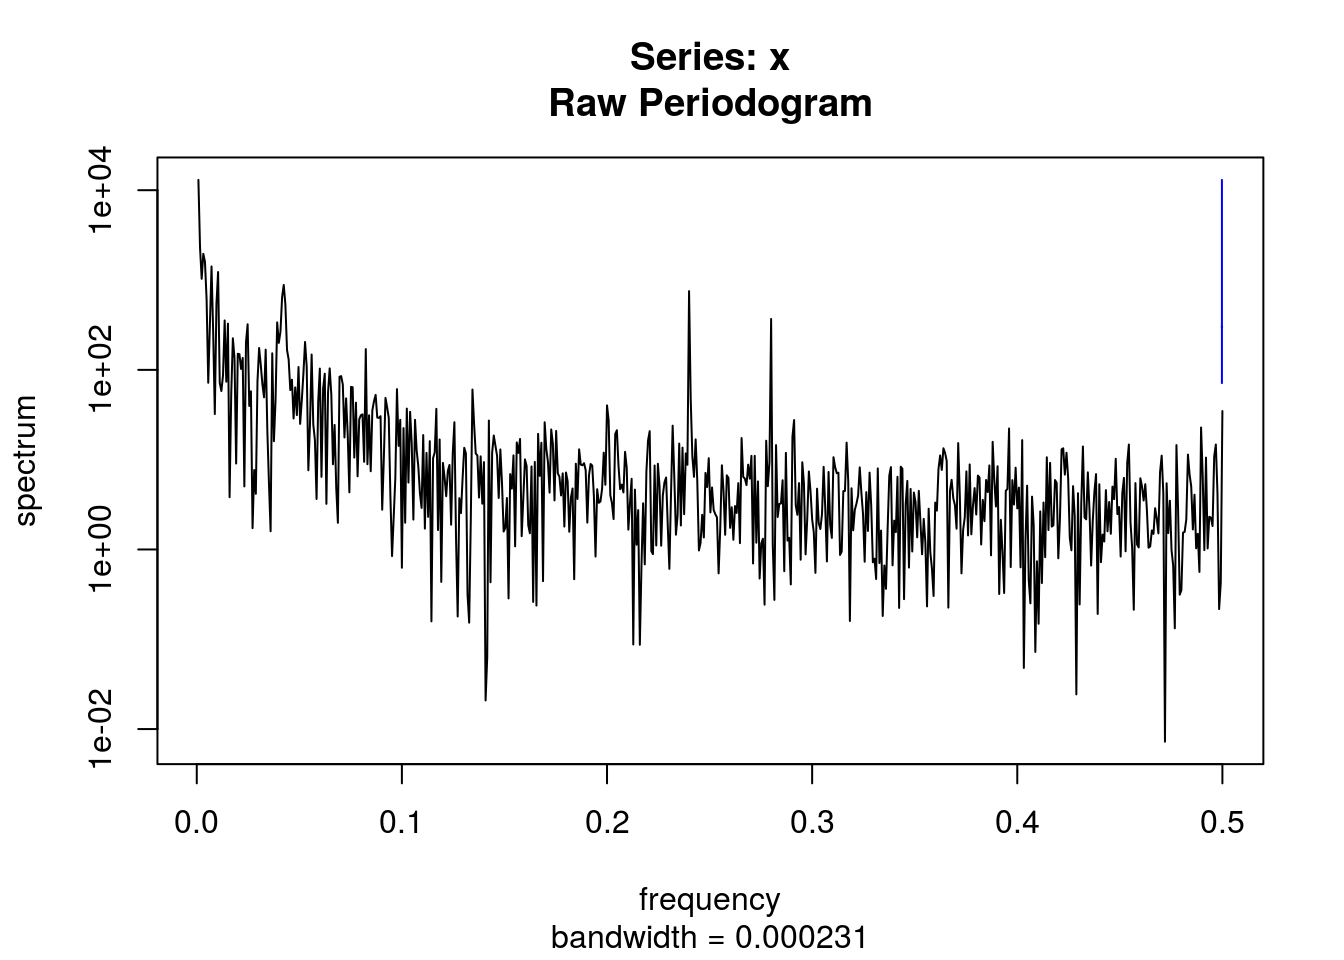 Series: x
Raw Periodogram
spectrum
1e+04
1e+02
1e+00
1e-02
0.0 0.1 0.2 0.3 0.4 0.5
frequency
bandwidth = 0.000231